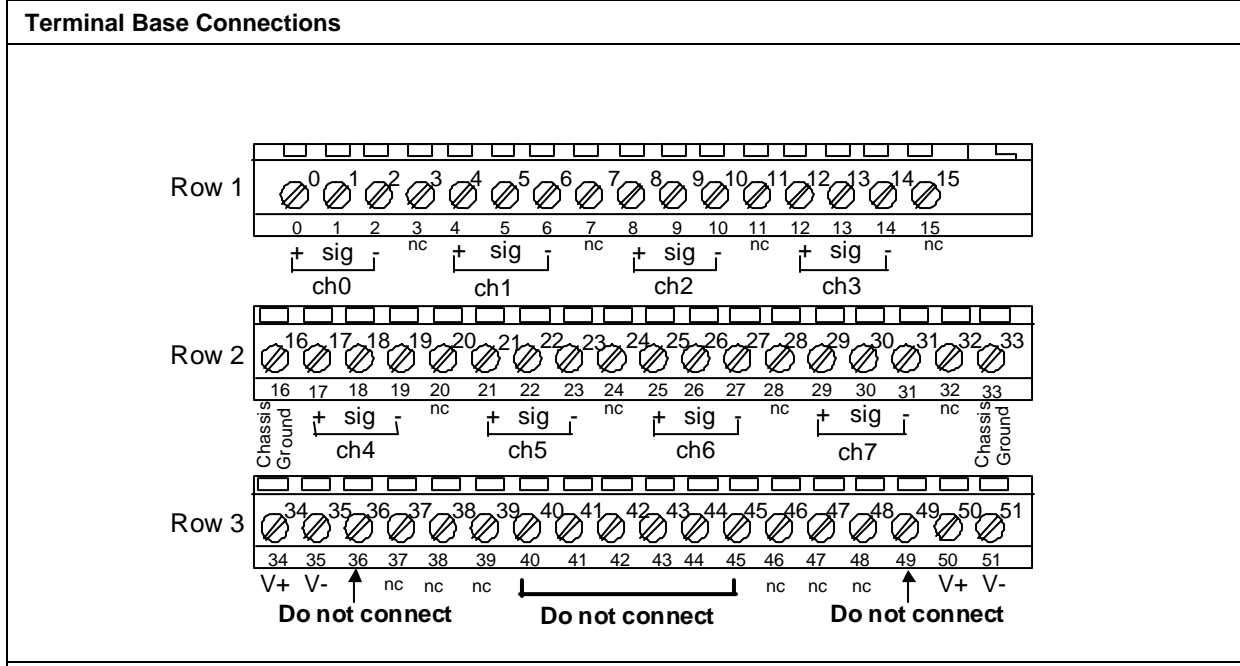 Terminal Base Connections
Row 1
0 1 2 3 4 5 6 7 8 9 10 11 12 13 14 15
0 1 2 3 4 5 6 7 8 9 10 11 12 13 14 15
nc nc nc nc
+ sig - + sig - + sig - + sig -
ch0 ch1 ch2 ch3
Row 2
16 17 18 19 20 21 22 23 24 25 26 27 28 29 30 31 32 33
16 17 18 19 20 21 22 23 24 25 26 27 28 29 30 31 32 33
nc nc nc nc
Chassis Ground
+ sig - + sig - + sig - + sig -
ch4 ch5 ch6 ch7
Chassis Ground
Row 3
34 35 36 37 38 39 40 41 42 43 44 45 46 47 48 49 50 51
34 35 36 37 38 39 40 41 42 43 44 45 46 47 48 49 50 51
V+ V- nc nc nc nc nc nc V+ V-
Do not connect Do not connect Do not connect